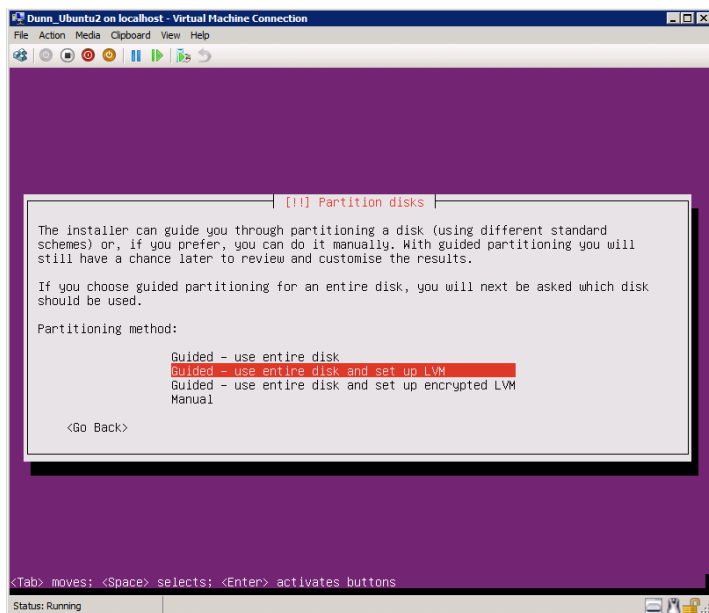 Dunn_Ubuntu2 on localhost - Virtual Machine Connection
File Action Media Clipboard View Help
[!!] Partition disks
The installer can guide you through partitioning a disk (using different standard
schemes) or, if you prefer, you can do it manually. With guided partitioning you will
still have a chance later to review and customise the results.
If you choose guided partitioning for an entire disk, you will next be asked which disk
should be used.
Partitioning method:
Guided - use entire disk
Guided - use entire disk and set up LVM
Guided - use entire disk and set up encrypted LVM
Manual
<Go Back>
<Tab> moves; <Space> selects; <Enter> activates buttons
Status: Running